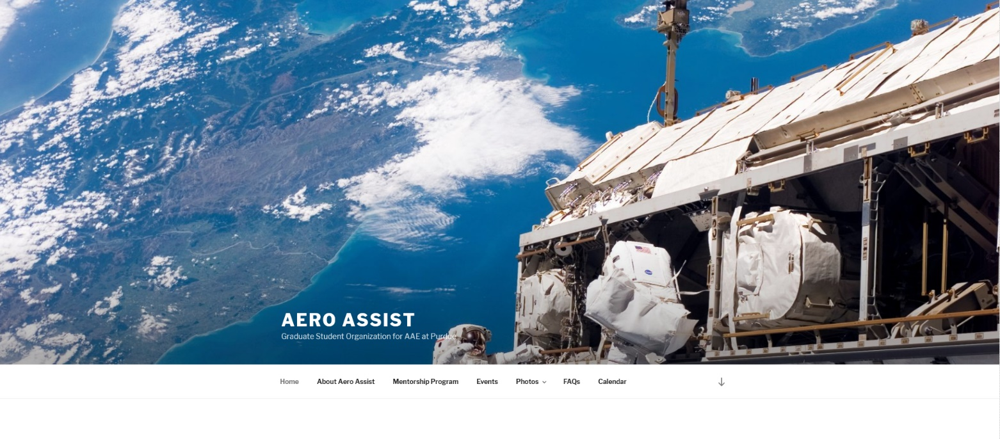 AERO ASSIST
Graduate Student Organization for AAE at Purdue
Home About Aero Assist Mentorship Program Events Photos FAQs Calendar